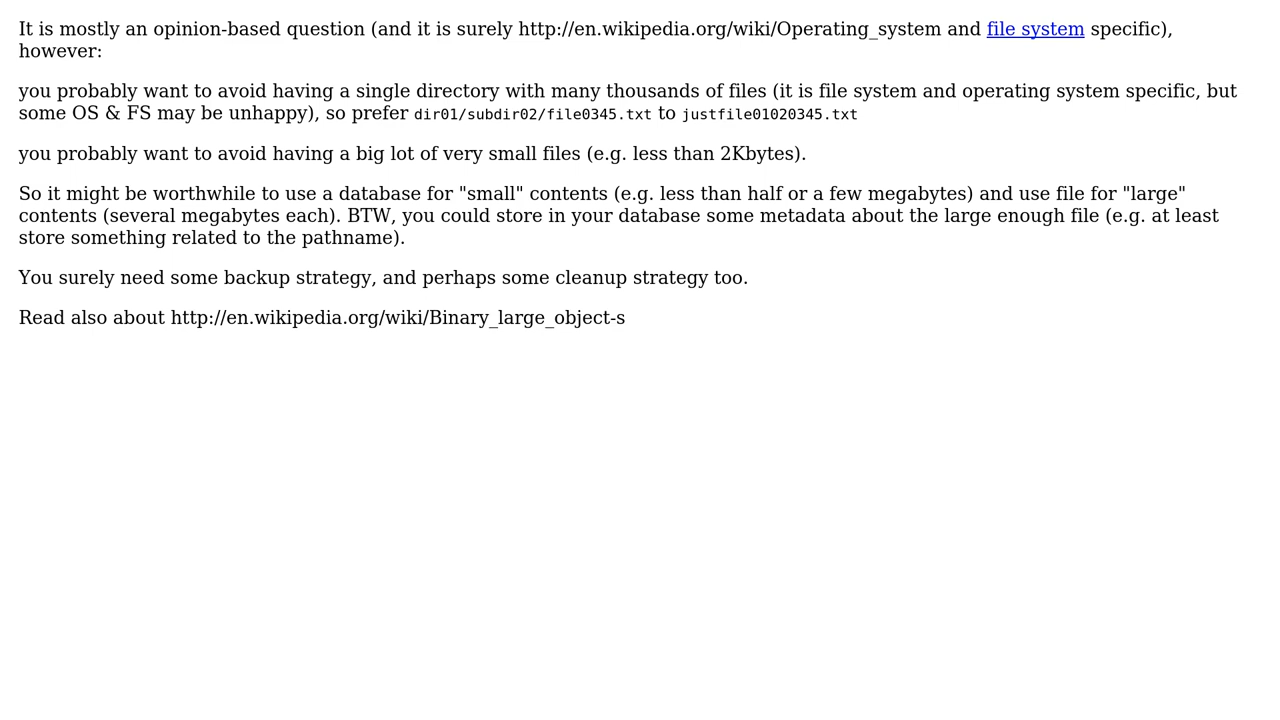 It is mostly an opinion-based question (and it is surely http://en.wikipedia.org/wiki/Operating_system and file system specific),
however:
you probably want to avoid having a single directory with many thousands of files (it is file system and operating system specific, but
some OS & FS may be unhappy), so prefer dir01/subdir02/file0345.txt to justfile01020345.txt
you probably want to avoid having a big lot of very small files (e.g. less than 2Kbytes).
So it might be worthwhile to use a database for "small" contents (e.g. less than half or a few megabytes) and use file for "large"
contents (several megabytes each). BTW, you could store in your database some metadata about the large enough file (e.g. at least
store something related to the pathname).
You surely need some backup strategy, and perhaps some cleanup strategy too.
Read also about http://en.wikipedia.org/wiki/Binary_large_object-s